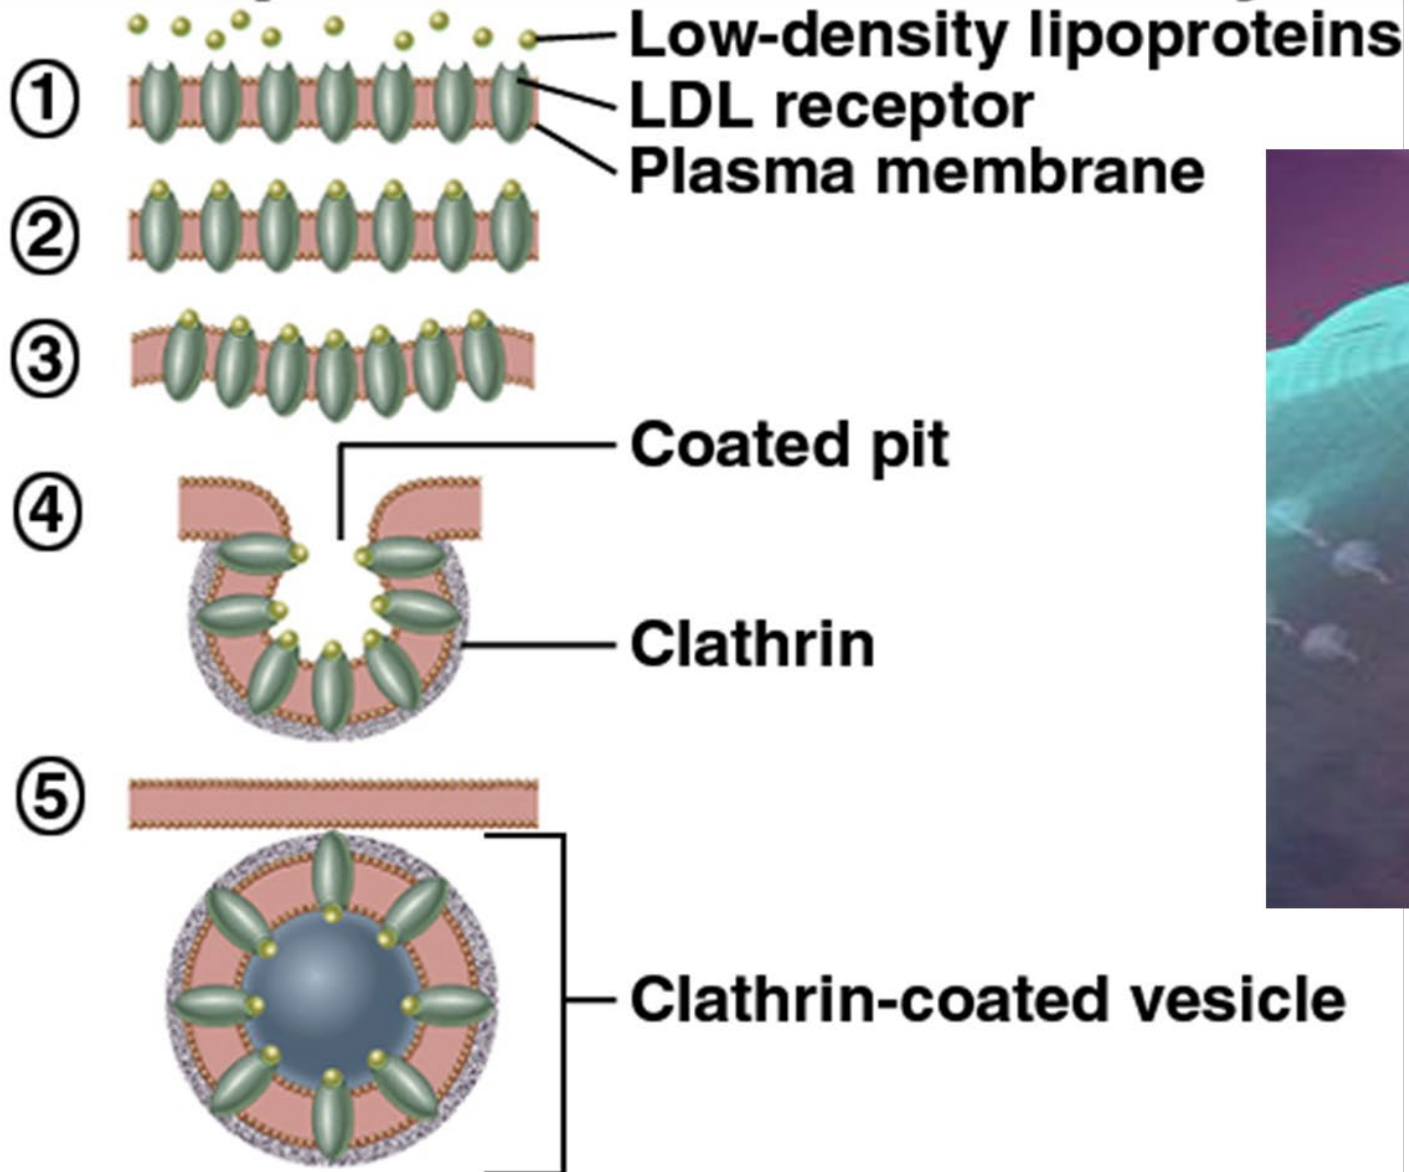 Low-density lipoproteins
1
LDL receptor
Plasma membrane
2
3
Coated pit
4
Clathrin
5
Clathrin-coated vesicle